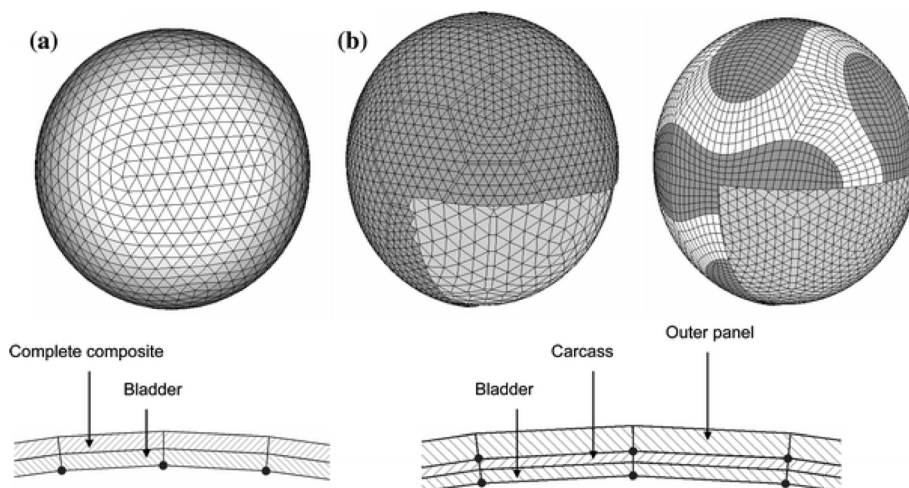 (a)
(b)
Complete composite
Bladder
Outer panel
Carcass
Bladder